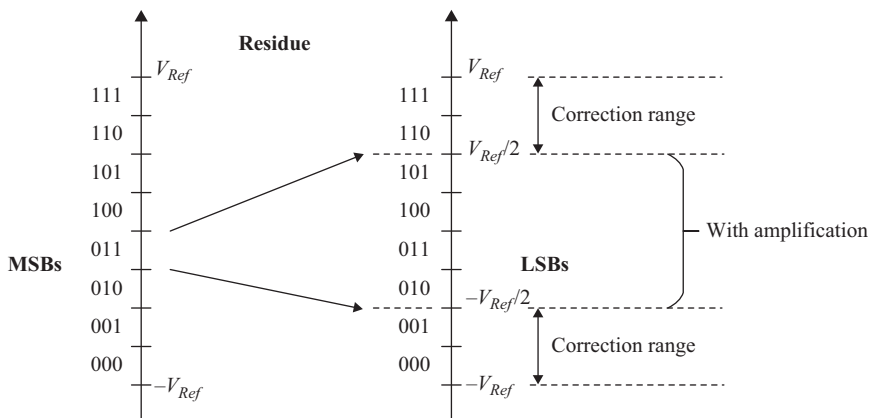 Residue
V_Ref
V_Ref
111
111
Correction range
110
110
V_Ref/2
101
101
100
100
With amplification
011
011
MSBs
LSBs
010
010
–V_Ref/2
001
001
Correction range
000
000
–V_Ref
–V_Ref